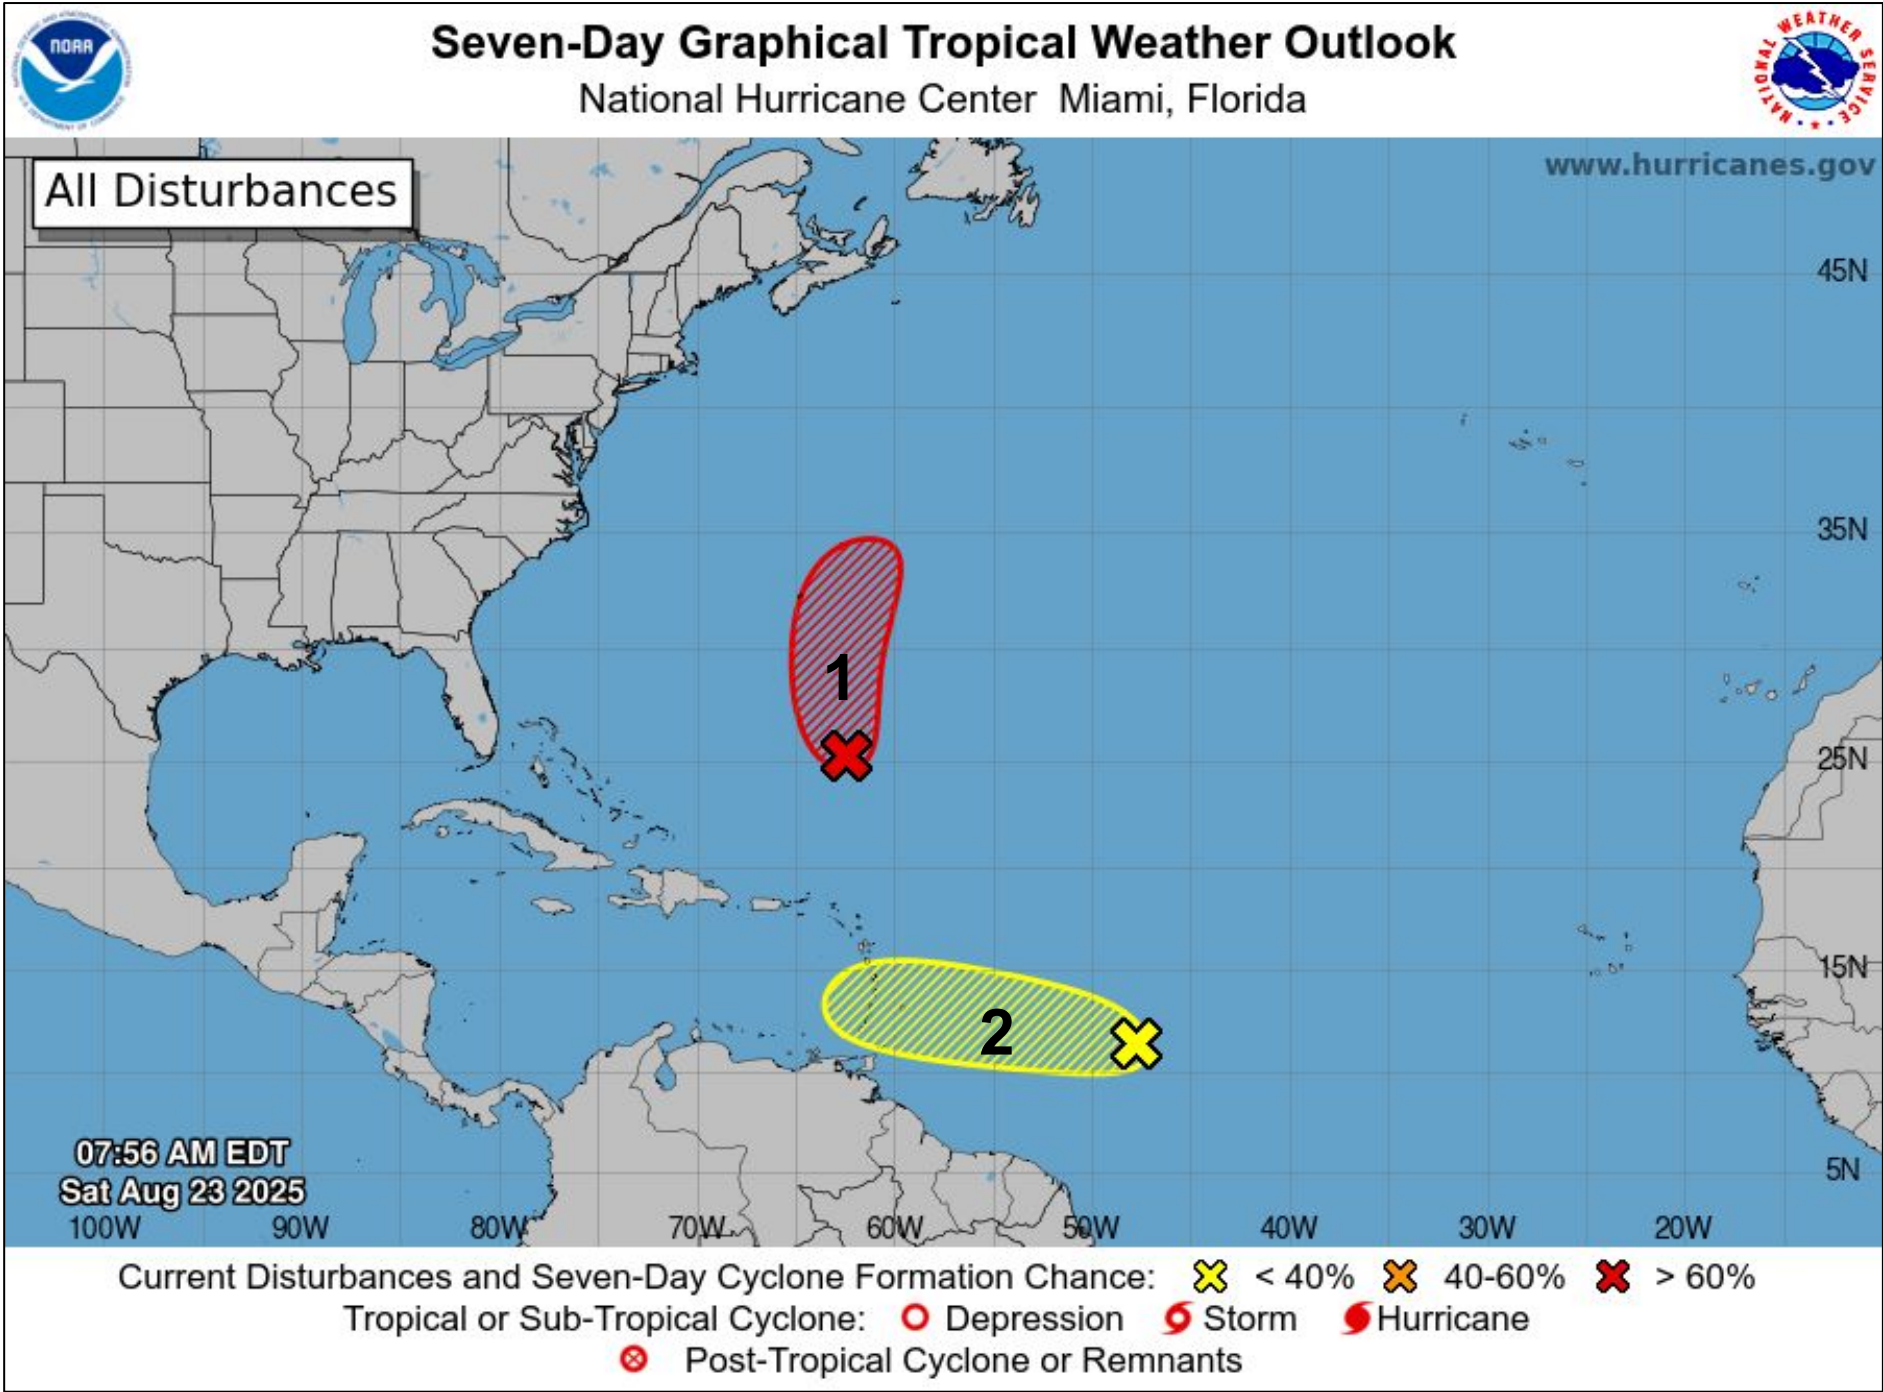 Seven-Day Graphical Tropical Weather Outlook
National Hurricane Center Miami, Florida
NOAA
NATIONAL WEATHER SERVICE
All Disturbances
www.hurricanes.gov
45N
35N
1
25N
15N
2
07:56 AM EDT
Sat Aug 23 2025
5N
100W 90W 80W 70W 60W 50W 40W 30W 20W
Current Disturbances and Seven-Day Cyclone Formation Chance: < 40% 40-60% > 60%
Tropical or Sub-Tropical Cyclone: Depression Storm Hurricane
Post-Tropical Cyclone or Remnants